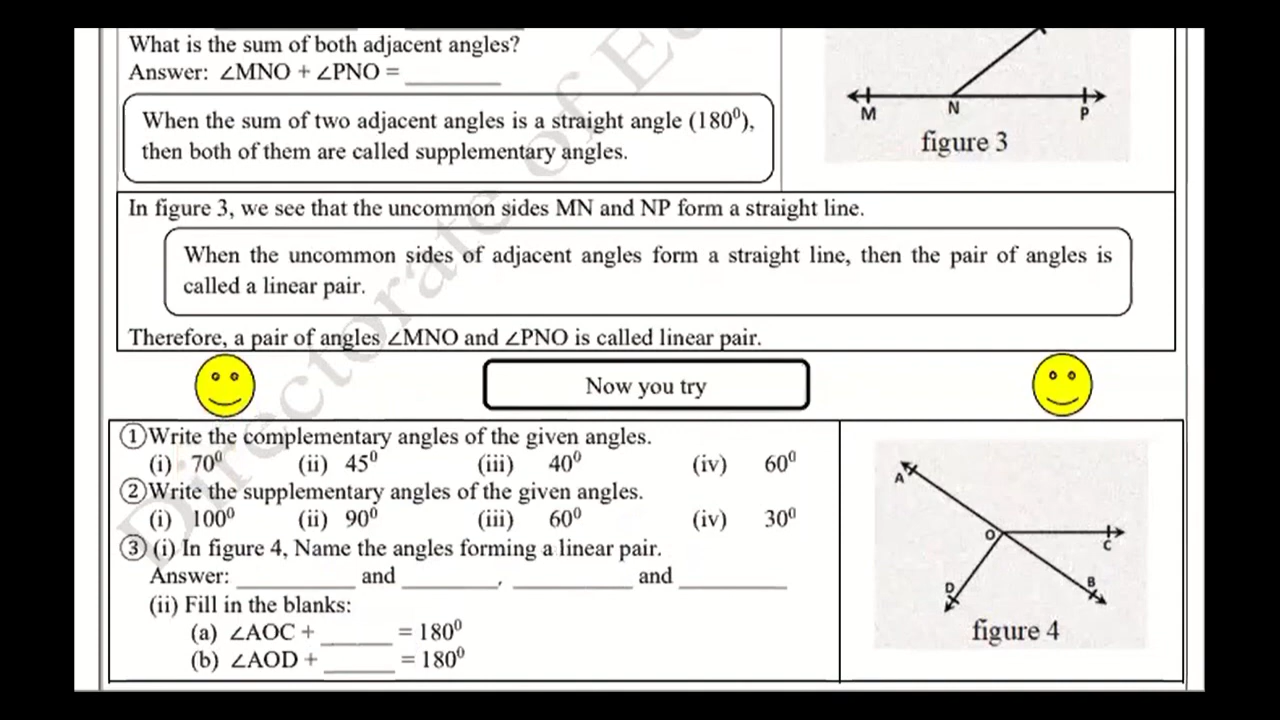 What is the sum of both adjacent angles?
Answer: ∠MNO + ∠PNO = ________
When the sum of two adjacent angles is a straight angle (180⁰),
then both of them are called supplementary angles.
M N P
figure 3
In figure 3, we see that the uncommon sides MN and NP form a straight line.
When the uncommon sides of adjacent angles form a straight line, then the pair of angles is
called a linear pair.
Therefore, a pair of angles ∠MNO and ∠PNO is called linear pair.
Now you try
①Write the complementary angles of the given angles.
(i) 70⁰ (ii) 45⁰ (iii) 40⁰ (iv) 60⁰
②Write the supplementary angles of the given angles.
(i) 100⁰ (ii) 90⁰ (iii) 60⁰ (iv) 30⁰
③ (i) In figure 4, Name the angles forming a linear pair.
Answer: __________ and ________, __________ and _________
(ii) Fill in the blanks:
(a) ∠AOC + ______ = 180⁰
(b) ∠AOD + ______ = 180⁰
A
O
C
D
B
figure 4
Directorate of